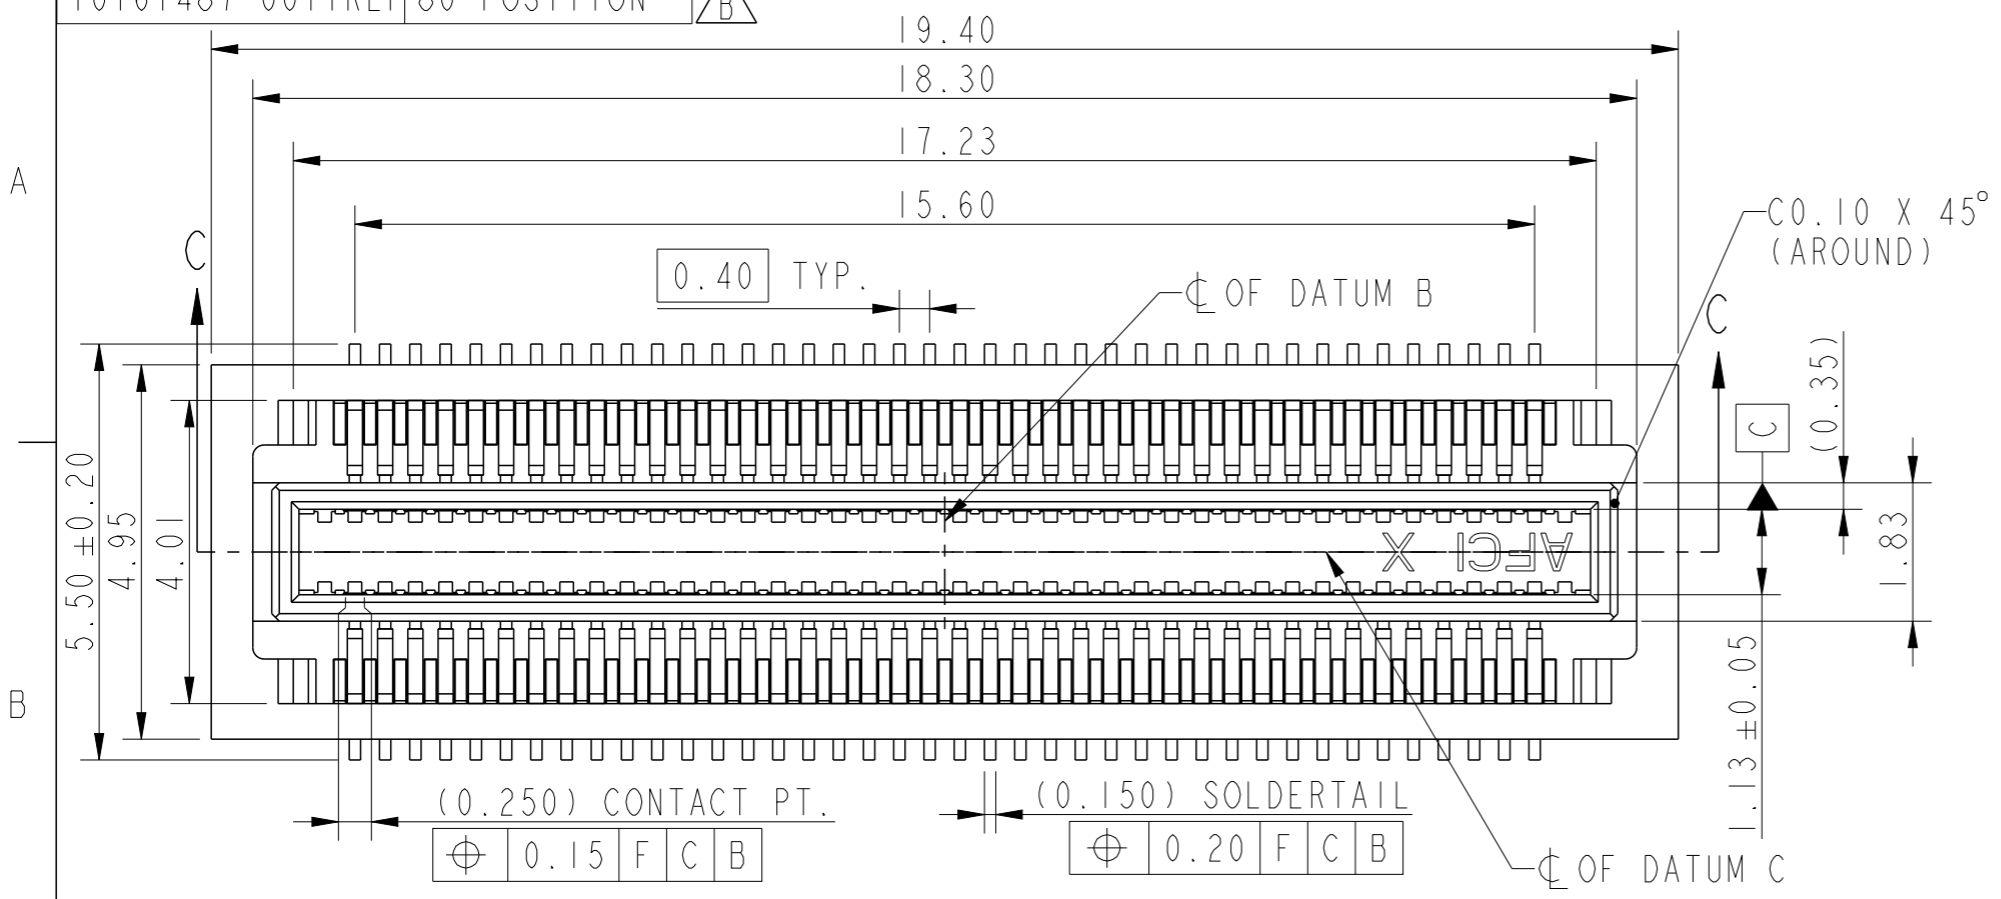 80 POSITION
B
19.40
18.30
17.23
A
15.60
C0.10 X 45°
(AROUND)
C
0.40 TYP.
℄ OF DATUM B
C
(0.35)
C
5.50 ±0.20
4.95
4.01
1.83
AFCI X
1.13 ±0.05
B
(0.250) CONTACT PT.
(0.150) SOLDERTAIL
⌖ 0.15 F C B
⌖ 0.20 F C B
℄ OF DATUM C